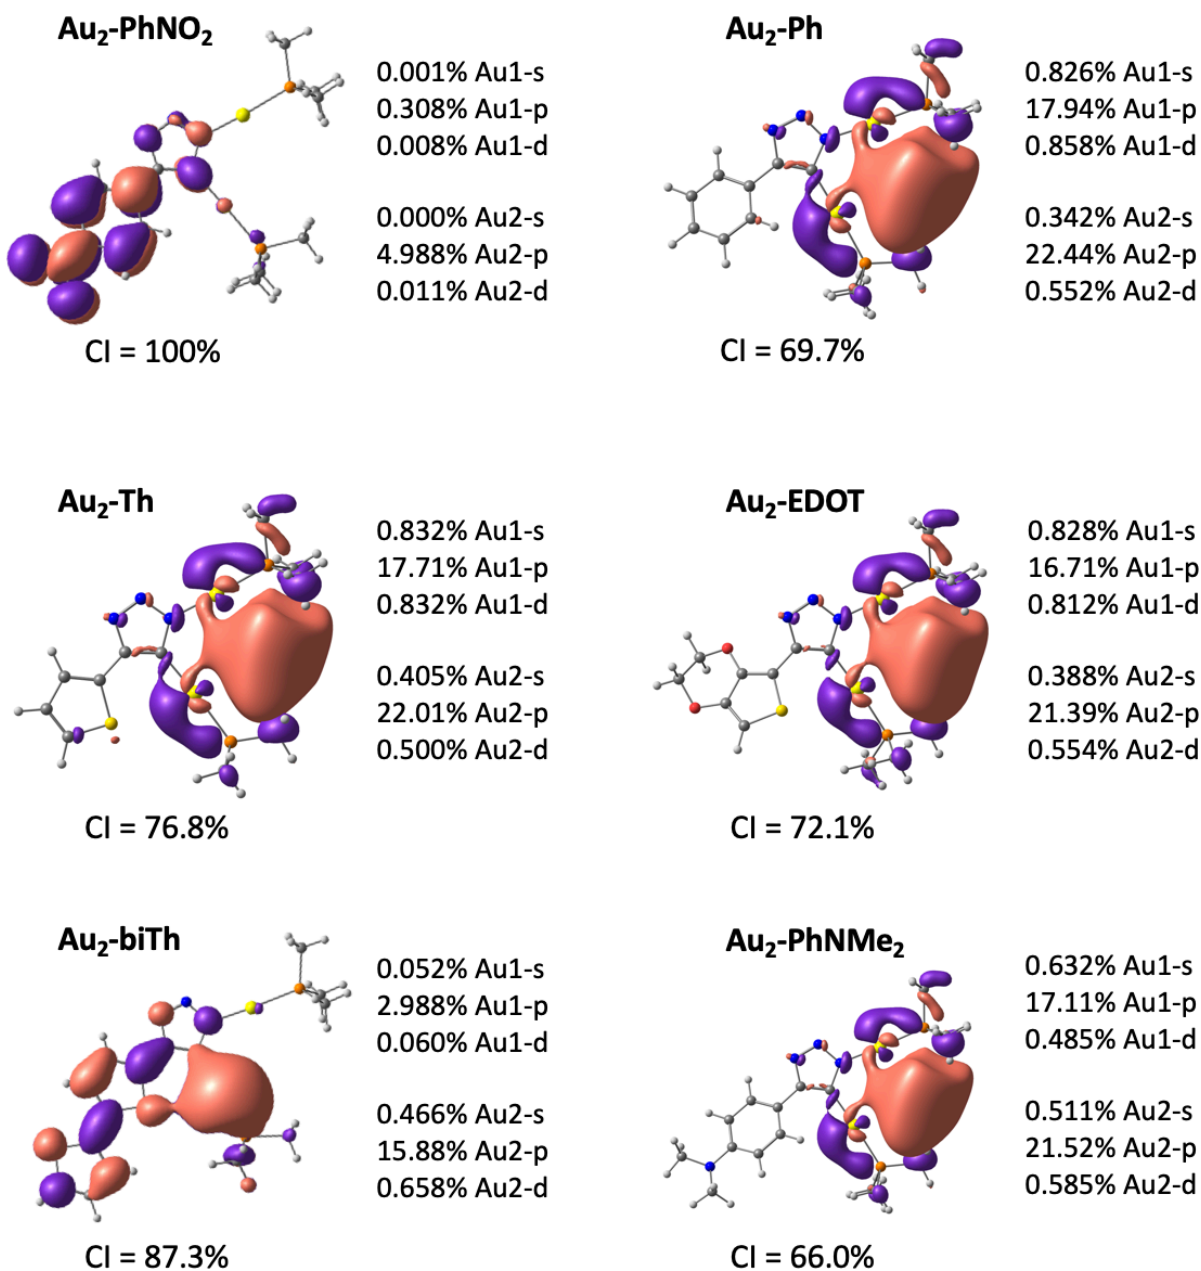 Au₂-PhNO₂
0.001% Au1-s
0.308% Au1-p
0.008% Au1-d
0.000% Au2-s
4.988% Au2-p
0.011% Au2-d
CI = 100%
Au₂-Ph
0.826% Au1-s
17.94% Au1-p
0.858% Au1-d
0.342% Au2-s
22.44% Au2-p
0.552% Au2-d
CI = 69.7%
Au₂-Th
0.832% Au1-s
17.71% Au1-p
0.832% Au1-d
0.405% Au2-s
22.01% Au2-p
0.500% Au2-d
CI = 76.8%
Au₂-EDOT
0.828% Au1-s
16.71% Au1-p
0.812% Au1-d
0.388% Au2-s
21.39% Au2-p
0.554% Au2-d
CI = 72.1%
Au₂-biTh
0.052% Au1-s
2.988% Au1-p
0.060% Au1-d
0.466% Au2-s
15.88% Au2-p
0.658% Au2-d
CI = 87.3%
Au₂-PhNMe₂
0.632% Au1-s
17.11% Au1-p
0.485% Au1-d
0.511% Au2-s
21.52% Au2-p
0.585% Au2-d
CI = 66.0%